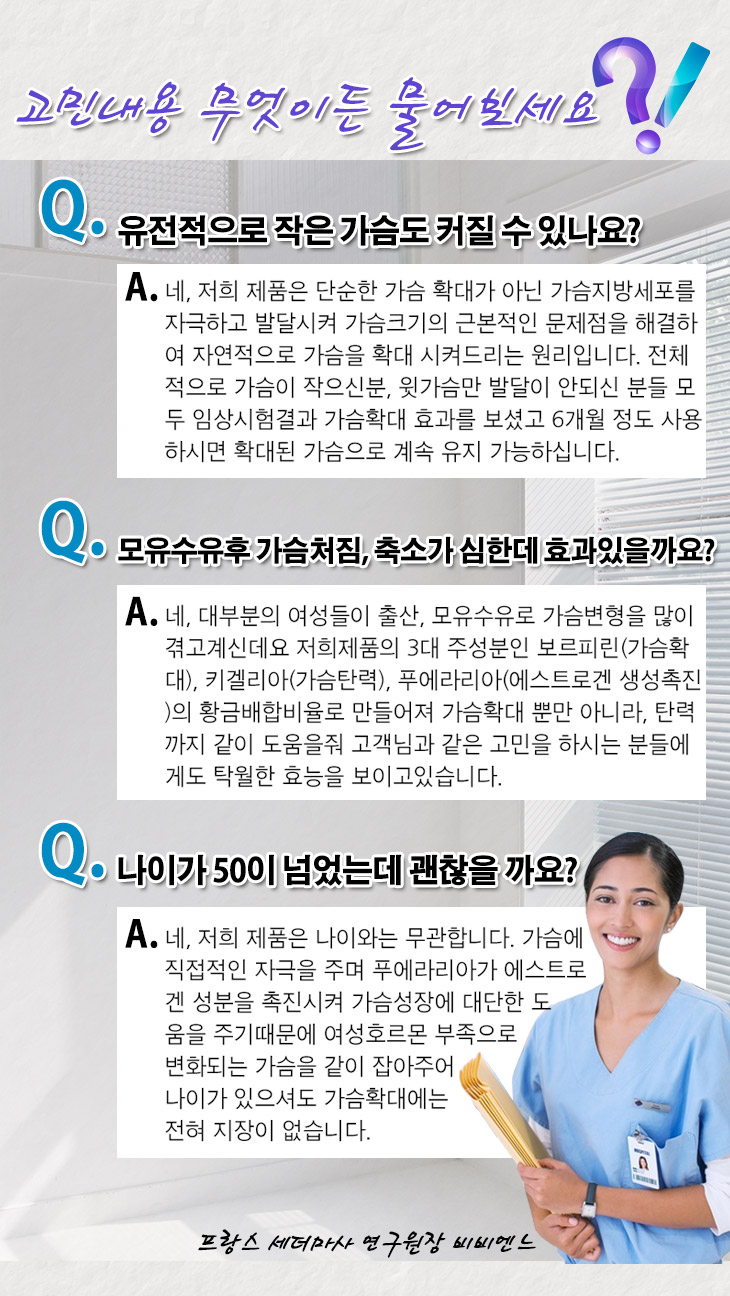 고민내용 무엇이든 물어보세요?!
Q. 유전적으로 작은 가슴도 커질 수 있나요?
A. 네, 저희 제품은 단순한 가슴 확대가 아닌 가슴지방세포를
자극하고 발달시켜 가슴크기의 근본적인 문제점을 해결하
여 자연적으로 가슴을 확대 시켜드리는 원리입니다. 전체
적으로 가슴이 작으신분, 윗가슴만 발달이 안되신 분들 모
두 임상시험결과 가슴확대 효과를 보셨고 6개월 정도 사용
하시면 확대된 가슴으로 계속 유지 가능하십니다.
Q. 모유수유후 가슴처짐, 축소가 심한데 효과있을까요?
A. 네, 대부분의 여성들이 출산, 모유수유로 가슴변형을 많이
겪고계신데요 저희제품의 3대 주성분인 보르피린(가슴확
대), 키겔리아(가슴탄력), 푸에라리아(에스트로겐 생성촉진
)의 황금배합비율로 만들어져 가슴확대 뿐만 아니라, 탄력
까지 같이 도움을줘 고객님과 같은 고민을 하시는 분들에
게도 탁월한 효능을 보이고있습니다.
Q. 나이가 50이 넘었는데 괜찮을 까요?
A. 네, 저희 제품은 나이와는 무관합니다. 가슴에
직접적인 자극을 주며 푸에라리아가 에스트로
겐 성분을 촉진시켜 가슴성장에 대단한 도
움을 주기때문에 여성호르몬 부족으로
변화되는 가슴을 같이 잡아주어
나이가 있으셔도 가슴확대에는
전혀 지장이 없습니다.
HOSPITAL
프랑스 세더마사 연구원장 비비엔느